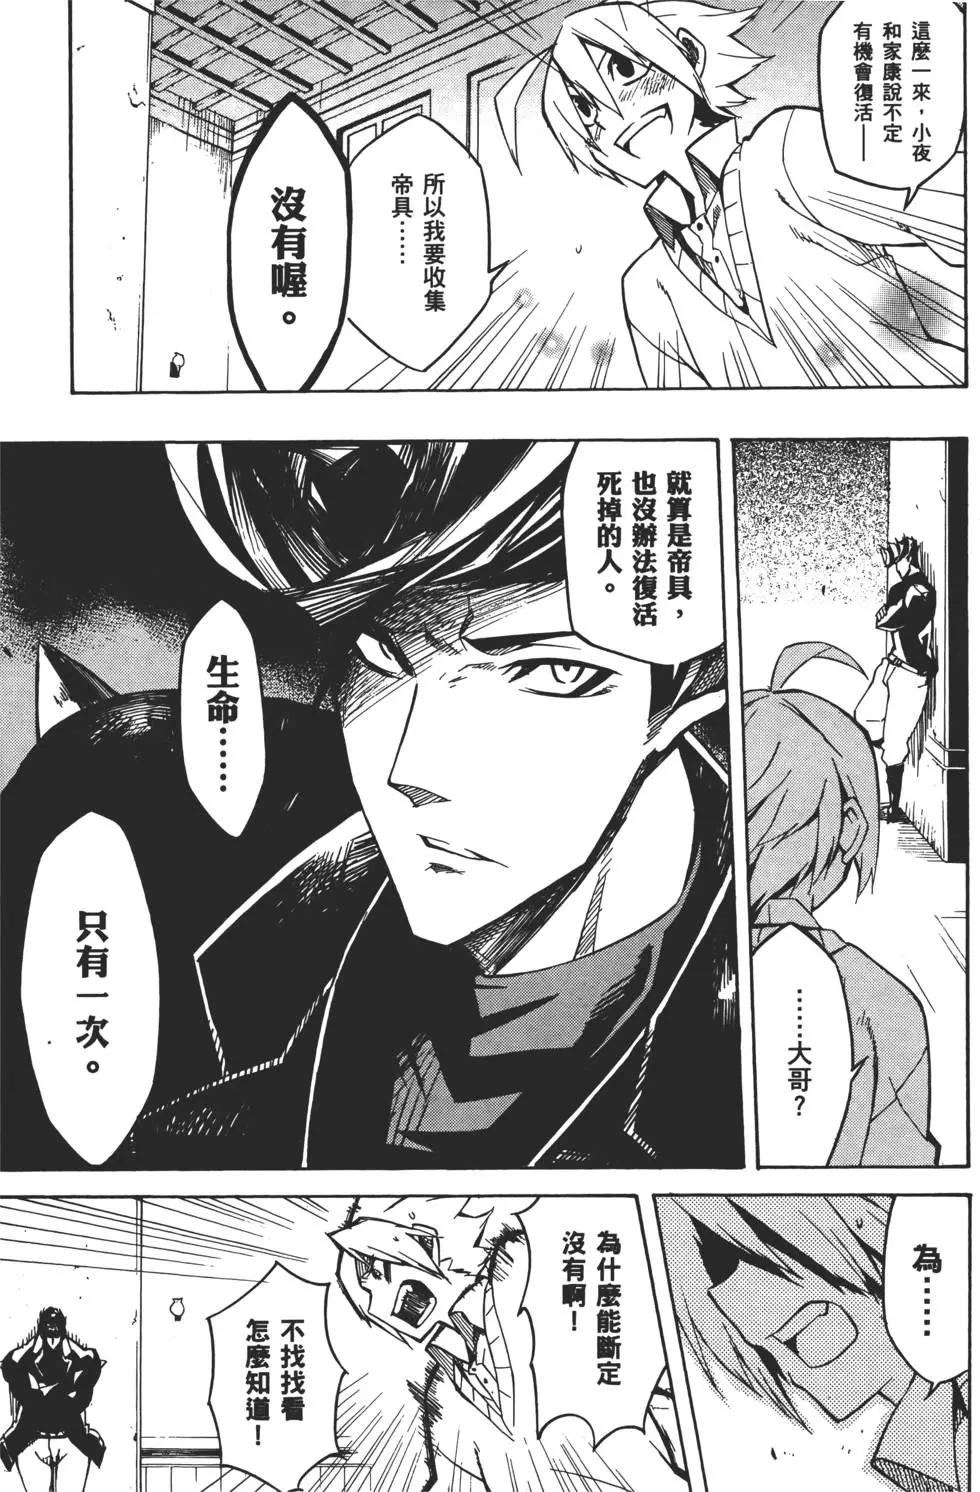 這麼一來，小夜
和家康說不定
有機會復活——
所以我要收集
帝具……
沒有喔。
……大哥？
就算是帝具，
也沒辦法復活
死掉的人。
生命……
只有一次。
為……
為什麼能斷定
沒有啊！
不找找看
怎麼知道！